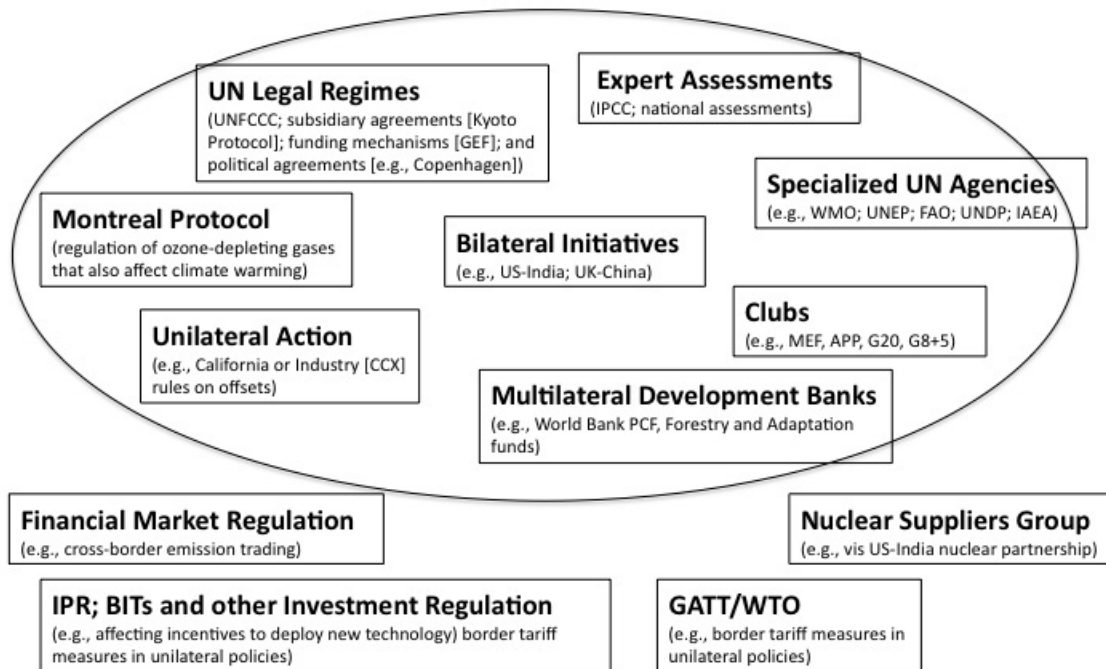 UN Legal Regimes
(UNFCCC; subsidiary agreements [Kyoto
Protocol]; funding mechanisms [GEF]; and
political agreements [e.g., Copenhagen])
Expert Assessments
(IPCC; national assessments)
Specialized UN Agencies
(e.g., WMO; UNEP; FAO; UNDP; IAEA)
Montreal Protocol
(regulation of ozone-depleting gases
that also affect climate warming)
Bilateral Initiatives
(e.g., US-India; UK-China)
Clubs
(e.g., MEF, APP, G20, G8+5)
Unilateral Action
(e.g., California or Industry [CCX]
rules on offsets)
Multilateral Development Banks
(e.g., World Bank PCF, Forestry and Adaptation
funds)
Financial Market Regulation
(e.g., cross-border emission trading)
Nuclear Suppliers Group
(e.g., vis US-India nuclear partnership)
IPR; BITs and other Investment Regulation
(e.g., affecting incentives to deploy new technology) border tariff
measures in unilateral policies)
GATT/WTO
(e.g., border tariff measures in
unilateral policies)